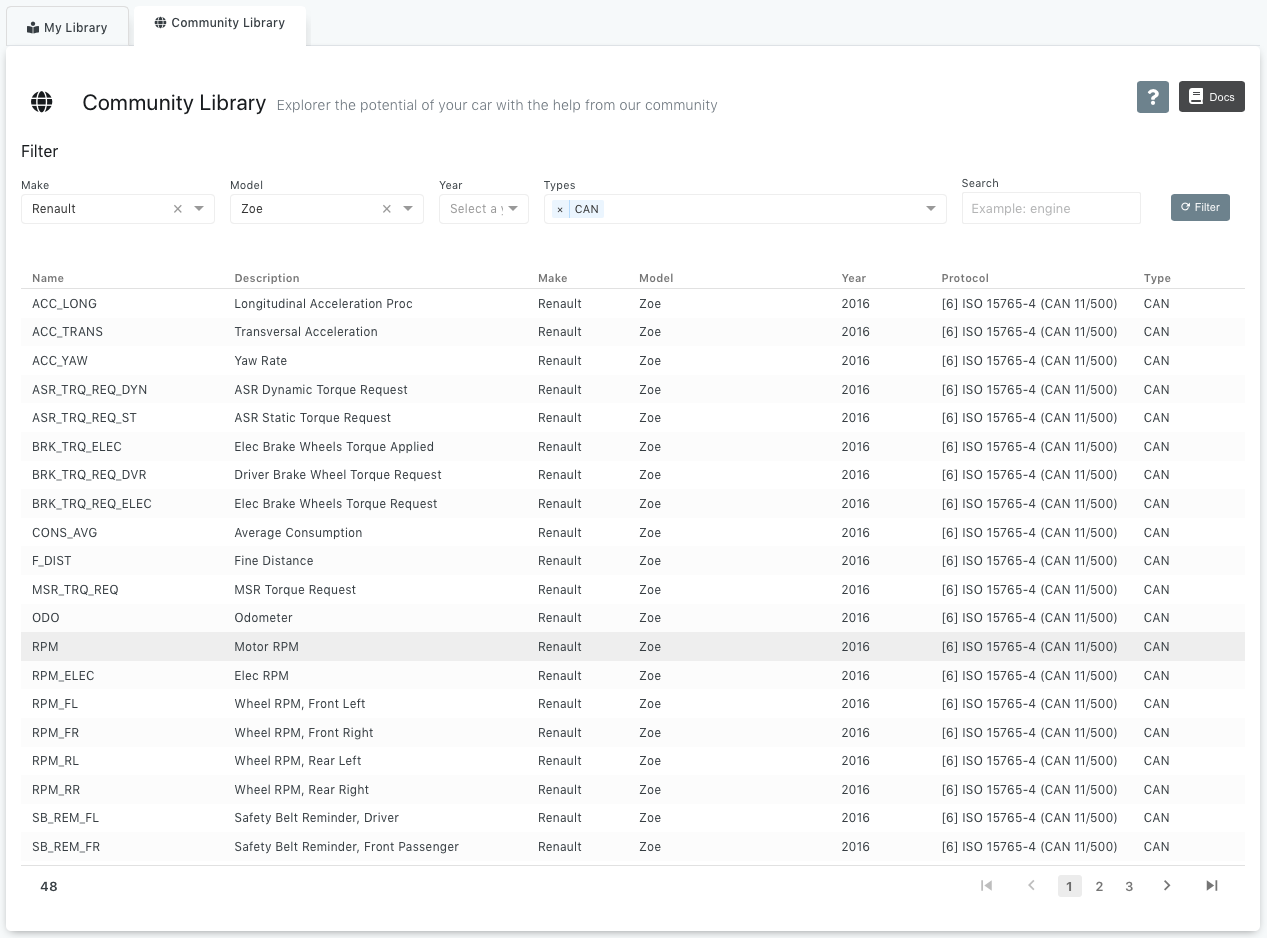 My Library Community Library
Community Library Explorer the potential of your car with the help from our community ? Docs
Filter
Make Model Year Types Search
Renault × Zoe × Select a × CAN Example: engine Filter
Name Description Make Model Year Protocol Type
ACC_LONG Longitudinal Acceleration Proc Renault Zoe 2016 [6] ISO 15765-4 (CAN 11/500) CAN
ACC_TRANS Transversal Acceleration Renault Zoe 2016 [6] ISO 15765-4 (CAN 11/500) CAN
ACC_YAW Yaw Rate Renault Zoe 2016 [6] ISO 15765-4 (CAN 11/500) CAN
ASR_TRQ_REQ_DYN ASR Dynamic Torque Request Renault Zoe 2016 [6] ISO 15765-4 (CAN 11/500) CAN
ASR_TRQ_REQ_ST ASR Static Torque Request Renault Zoe 2016 [6] ISO 15765-4 (CAN 11/500) CAN
BRK_TRQ_ELEC Elec Brake Wheels Torque Applied Renault Zoe 2016 [6] ISO 15765-4 (CAN 11/500) CAN
BRK_TRQ_REQ_DVR Driver Brake Wheel Torque Request Renault Zoe 2016 [6] ISO 15765-4 (CAN 11/500) CAN
BRK_TRQ_REQ_ELEC Elec Brake Wheels Torque Request Renault Zoe 2016 [6] ISO 15765-4 (CAN 11/500) CAN
CONS_AVG Average Consumption Renault Zoe 2016 [6] ISO 15765-4 (CAN 11/500) CAN
F_DIST Fine Distance Renault Zoe 2016 [6] ISO 15765-4 (CAN 11/500) CAN
MSR_TRQ_REQ MSR Torque Request Renault Zoe 2016 [6] ISO 15765-4 (CAN 11/500) CAN
ODO Odometer Renault Zoe 2016 [6] ISO 15765-4 (CAN 11/500) CAN
RPM Motor RPM Renault Zoe 2016 [6] ISO 15765-4 (CAN 11/500) CAN
RPM_ELEC Elec RPM Renault Zoe 2016 [6] ISO 15765-4 (CAN 11/500) CAN
RPM_FL Wheel RPM, Front Left Renault Zoe 2016 [6] ISO 15765-4 (CAN 11/500) CAN
RPM_FR Wheel RPM, Front Right Renault Zoe 2016 [6] ISO 15765-4 (CAN 11/500) CAN
RPM_RL Wheel RPM, Rear Left Renault Zoe 2016 [6] ISO 15765-4 (CAN 11/500) CAN
RPM_RR Wheel RPM, Rear Right Renault Zoe 2016 [6] ISO 15765-4 (CAN 11/500) CAN
SB_REM_FL Safety Belt Reminder, Driver Renault Zoe 2016 [6] ISO 15765-4 (CAN 11/500) CAN
SB_REM_FR Safety Belt Reminder, Front Passenger Renault Zoe 2016 [6] ISO 15765-4 (CAN 11/500) CAN
48 1 2 3